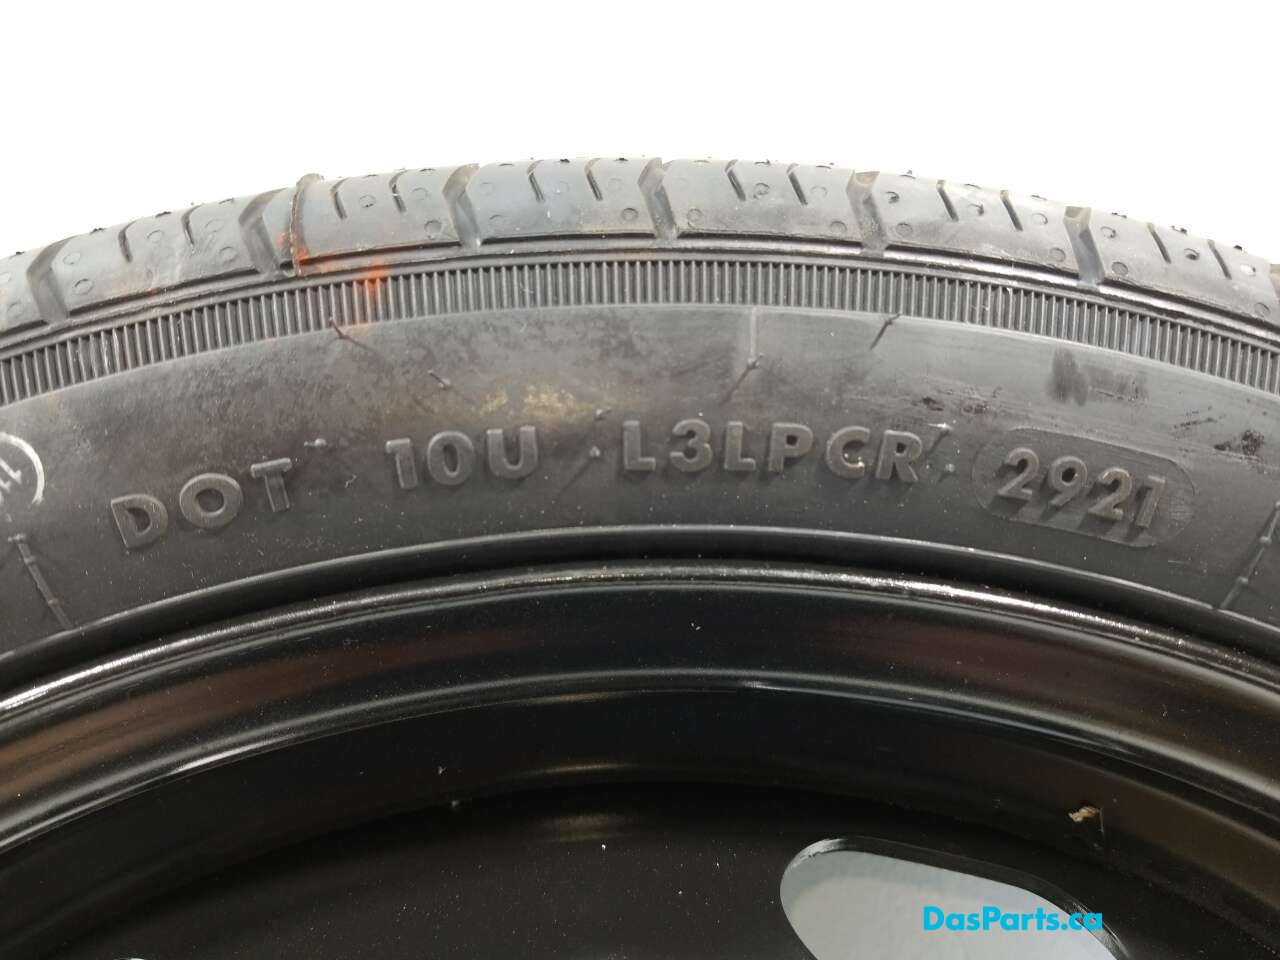 DOT 10U L3LPCR 2921
DasParts.ca